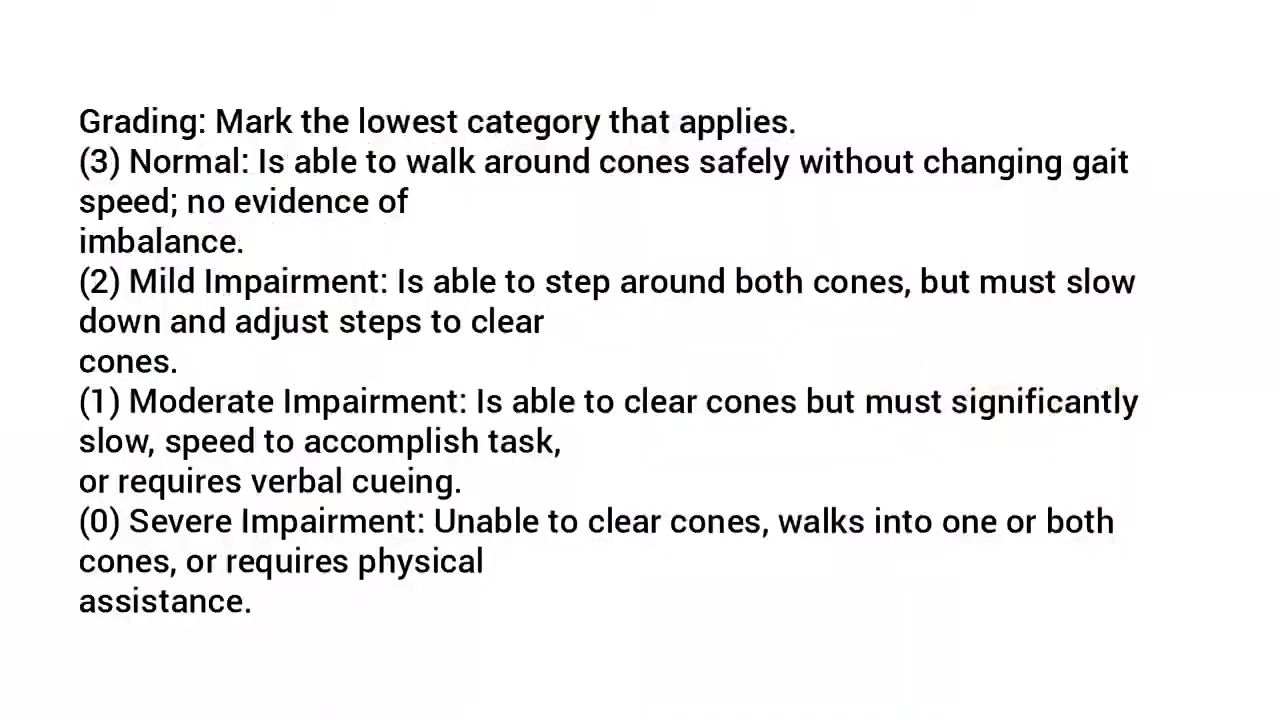 Grading: Mark the lowest category that applies.
(3) Normal: Is able to walk around cones safely without changing gait
speed; no evidence of
imbalance.
(2) Mild Impairment: Is able to step around both cones, but must slow
down and adjust steps to clear
cones.
(1) Moderate Impairment: Is able to clear cones but must significantly
slow, speed to accomplish task,
or requires verbal cueing.
(0) Severe Impairment: Unable to clear cones, walks into one or both
cones, or requires physical
assistance.